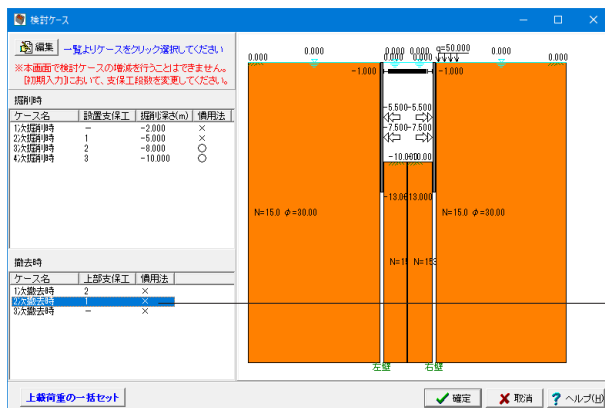 検討ケース
編集 一覧よりケースをクリック選択してください
※本画面で検討ケースの増減を行うことはできません。
[初期入力]において、支保工段数を変更してください。
掘削時
ケース名 設置支保工 掘削深さ(m) 慣用法
1次掘削時 - -2.000 ×
2次掘削時 1 -5.000 ×
3次掘削時 2 -8.000 ○
4次掘削時 3 -10.000 ○
撤去時
ケース名 上部支保工 慣用法
1次撤去時 2 ×
2次撤去時 1 ×
3次撤去時 - ×
上載荷重の一括セット
0.000 0.000 0.000 0.000 q=50.000 0.000
0.000 0.000 0.000
-1.000 -1.000
-5.500 -5.500
-7.500 -7.500
N=15.0 φ=30.00 N=15.0 φ=30.00
左壁 右壁
確定 取消 ヘルプ(H)